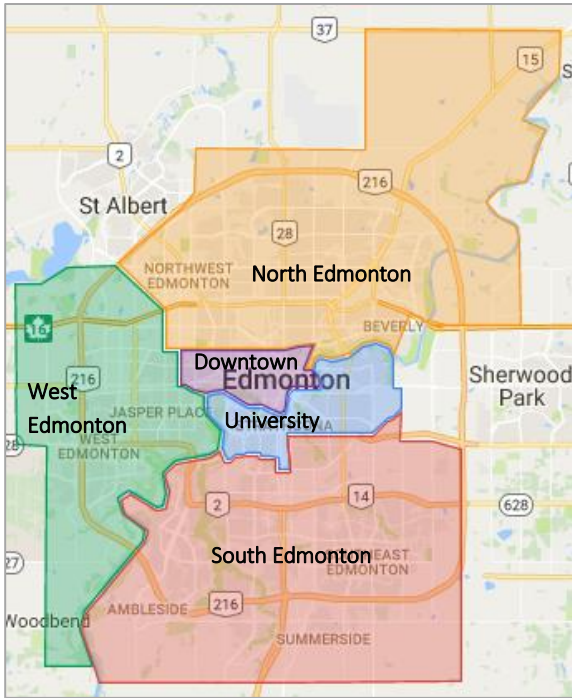 37
15
2
216
St Albert
28
NORTHWEST
EDMONTON
North Edmonton
16
BEVERLY
Downtown
Edmonton
216
West
Edmonton
Sherwood
Park
JASPER PLACE
University
WEST
EDMONTON
28
2
14
628
South Edmonton
EDMONTON
27
AMBLESIDE
216
Woodbend
SUMMERSIDE